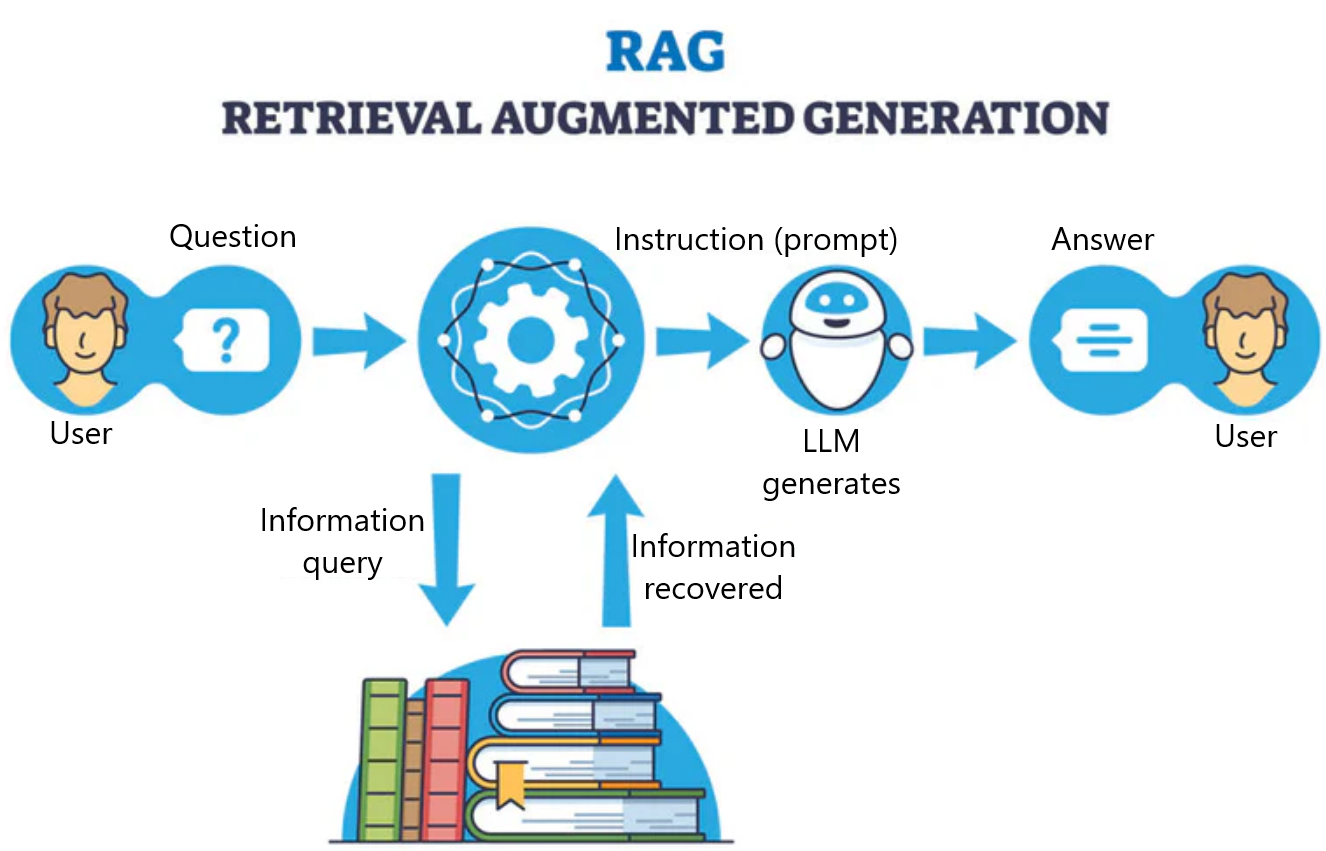 RAG
RETRIEVAL AUGMENTED GENERATION
Question
Instruction (prompt)
Answer
?
User
LLM
generates
User
Information
query
Information
recovered